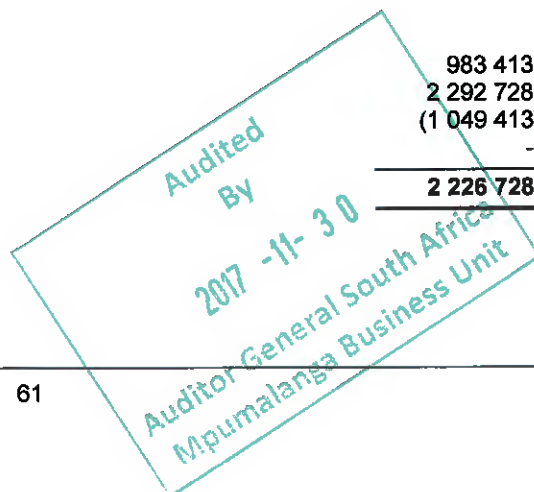 983 413
2 292 728
(1 049 413
-
2 226 728
Audited
By
2017 -11- 30
Auditor General South Africa
Mpumalanga Business Unit
61